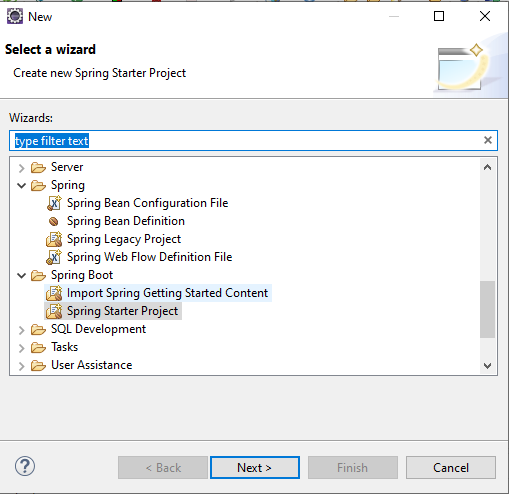 New
Select a wizard
Create new Spring Starter Project
Wizards:
type filter text
Server
Spring
Spring Bean Configuration File
Spring Bean Definition
Spring Legacy Project
Spring Web Flow Definition File
Spring Boot
Import Spring Getting Started Content
Spring Starter Project
SQL Development
Tasks
User Assistance
< Back Next > Finish Cancel